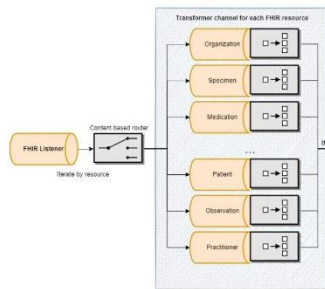 Transformer channel for each FHIR resource
Organization
Specimen
Medication
Content based router
FHIR Listener
...
Iterate by resource
Patient
Observation
Practitioner